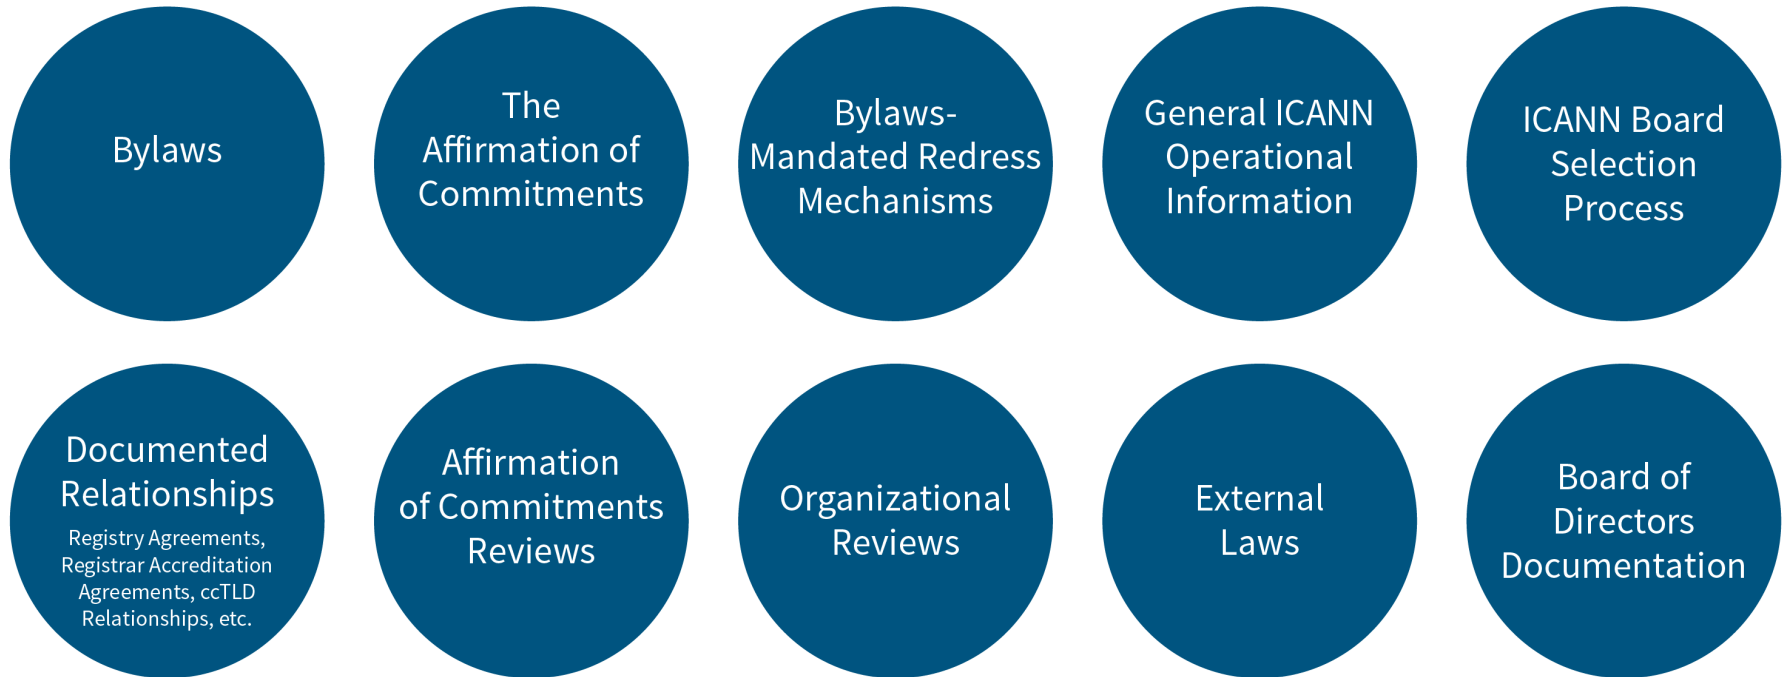 Bylaws
The
Affirmation of
Commitments
Bylaws-
Mandated Redress
Mechanisms
General ICANN
Operational
Information
ICANN Board
Selection
Process
Documented
Relationships
Registry Agreements,
Registrar Accreditation
Agreements, ccTLD
Relationships, etc.
Affirmation
of Commitments
Reviews
Organizational
Reviews
External
Laws
Board of
Directors
Documentation